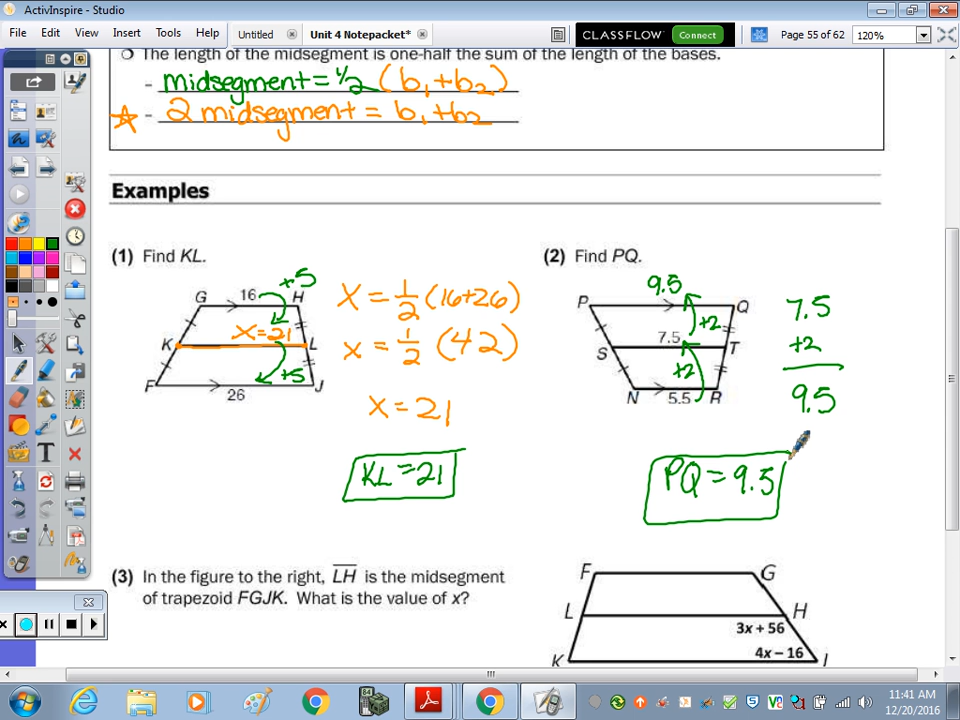 ActivInspire - Studio
File Edit View Insert Tools Help Untitled Unit 4 Notepacket* CLASSFLOW Connect Page 55 of 62 120%
The length of the midsegment is one-half the sum of the length of the bases.
- midsegment = 1/2 (b1+b2)
- 2 midsegment = b1+b2
Examples
(1) Find KL.
G 16 H +5
K X=21 L
+5
F 26 J
X = 1/2 (16+26)
x = 1/2 (42)
x = 21
KL = 21
(2) Find PQ.
9.5
P Q
+2
7.5
S T
+2
N 5.5 R
7.5
+2
9.5
PQ = 9.5
(3) In the figure to the right, LH is the midsegment
of trapezoid FGJK. What is the value of x?
F G
L H
3x + 56
4x – 16
K
11:41 AM
12/20/2016